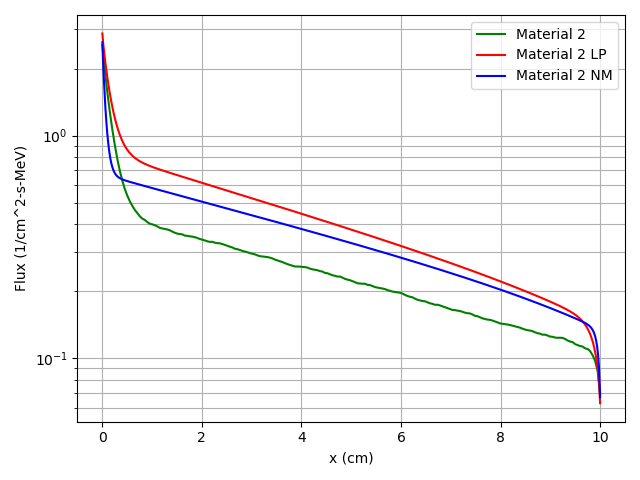 Material 2
Material 2 LP
Material 2 NM
Flux (1/cm^2-s-MeV)
10^0
10^-1
0 2 4 6 8 10
x (cm)